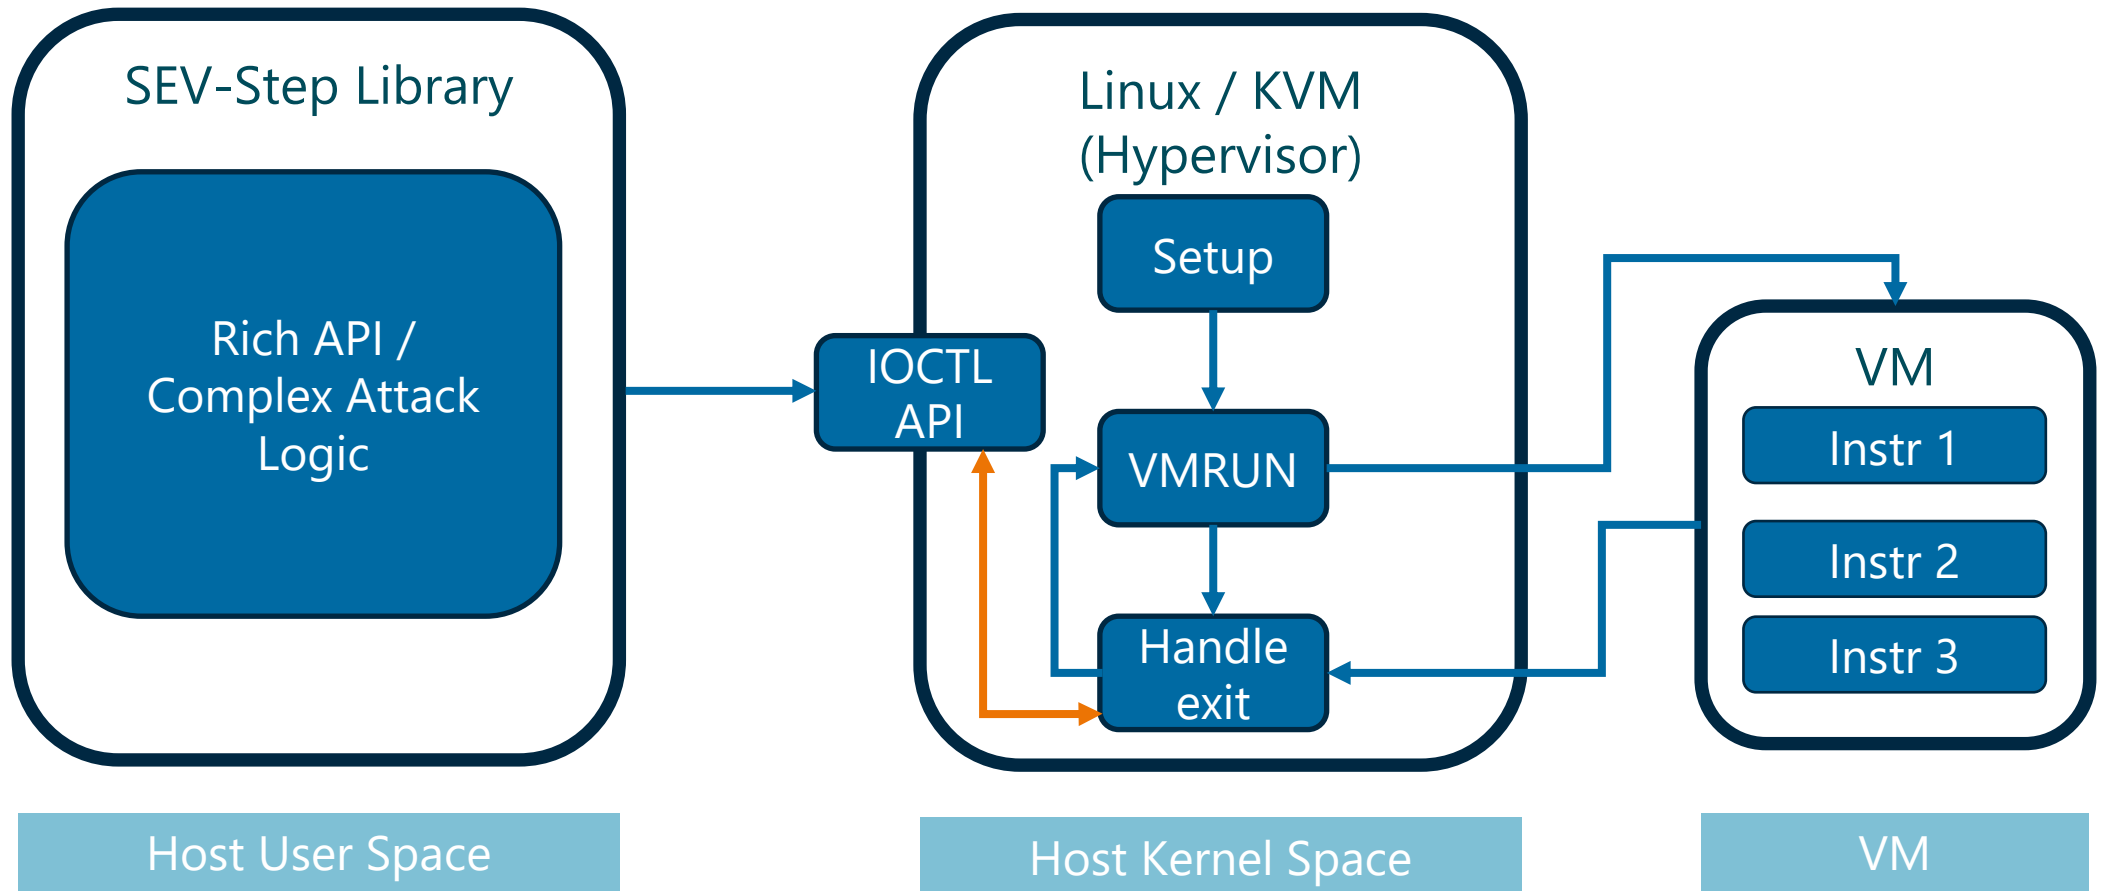 SEV-Step Library
Rich API /
Complex Attack
Logic
Host User Space
Linux / KVM
(Hypervisor)
Setup
IOCTL
API
VMRUN
Handle
exit
Host Kernel Space
VM
Instr 1
Instr 2
Instr 3
VM